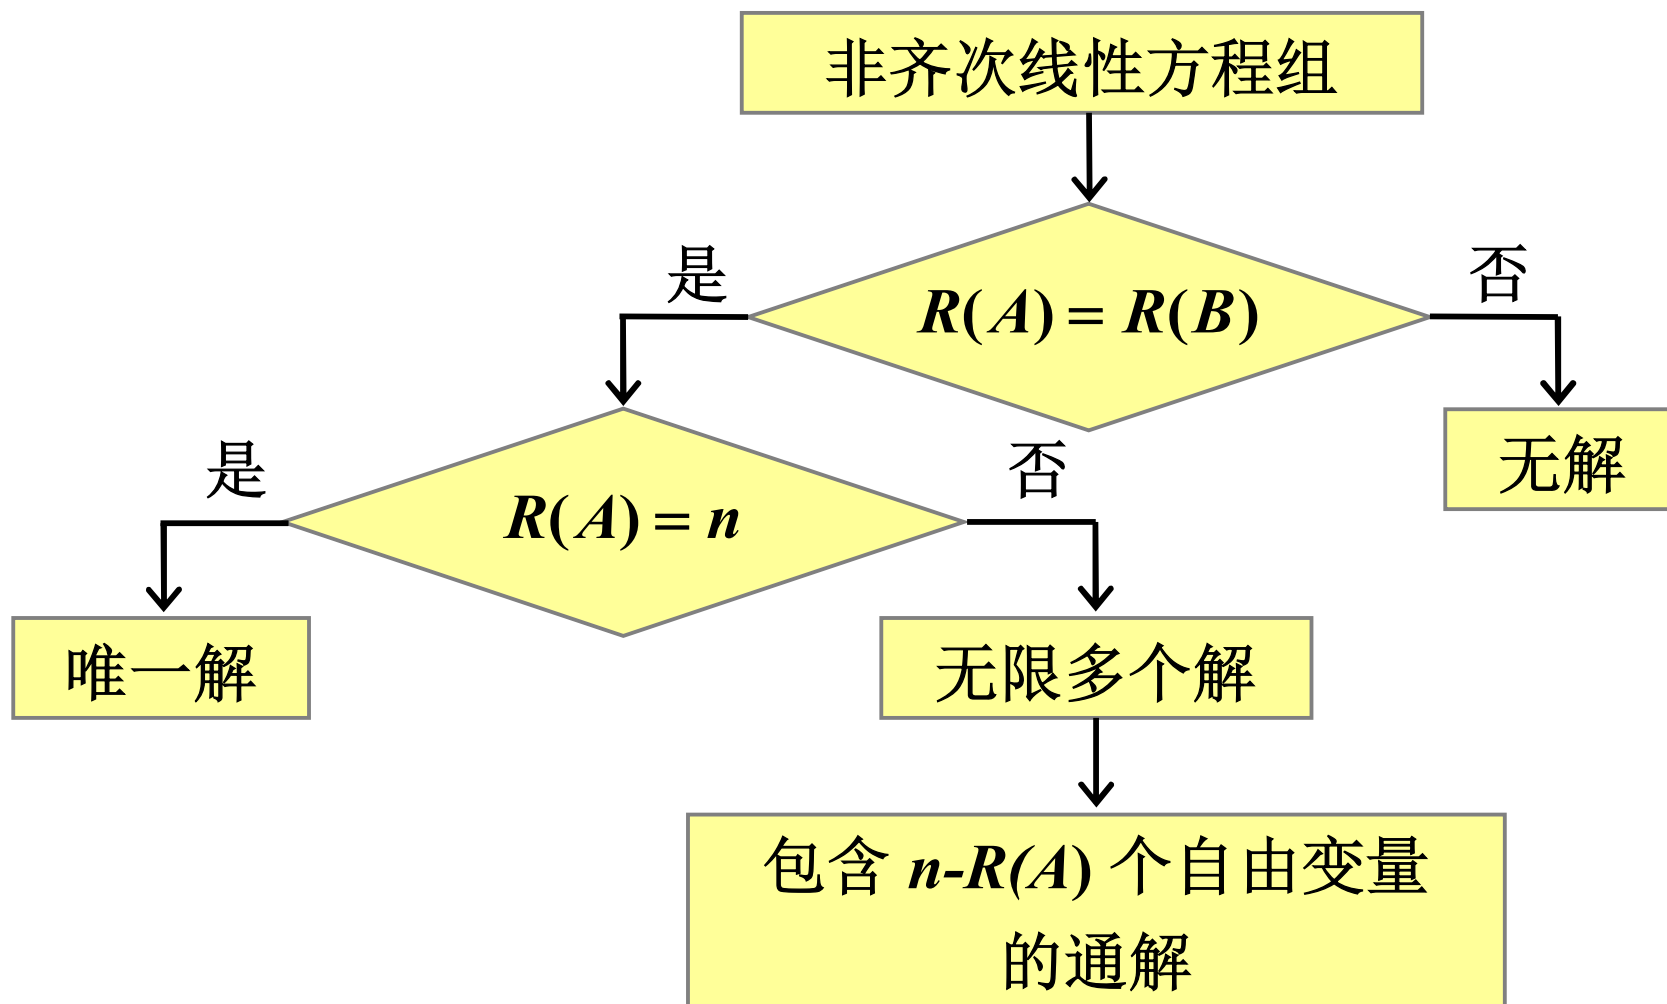 非齐次线性方程组
是
否
R(A) = R(B)
是
否
无解
R(A) = n
唯一解
无限多个解
包含 n-R(A) 个自由变量
的通解